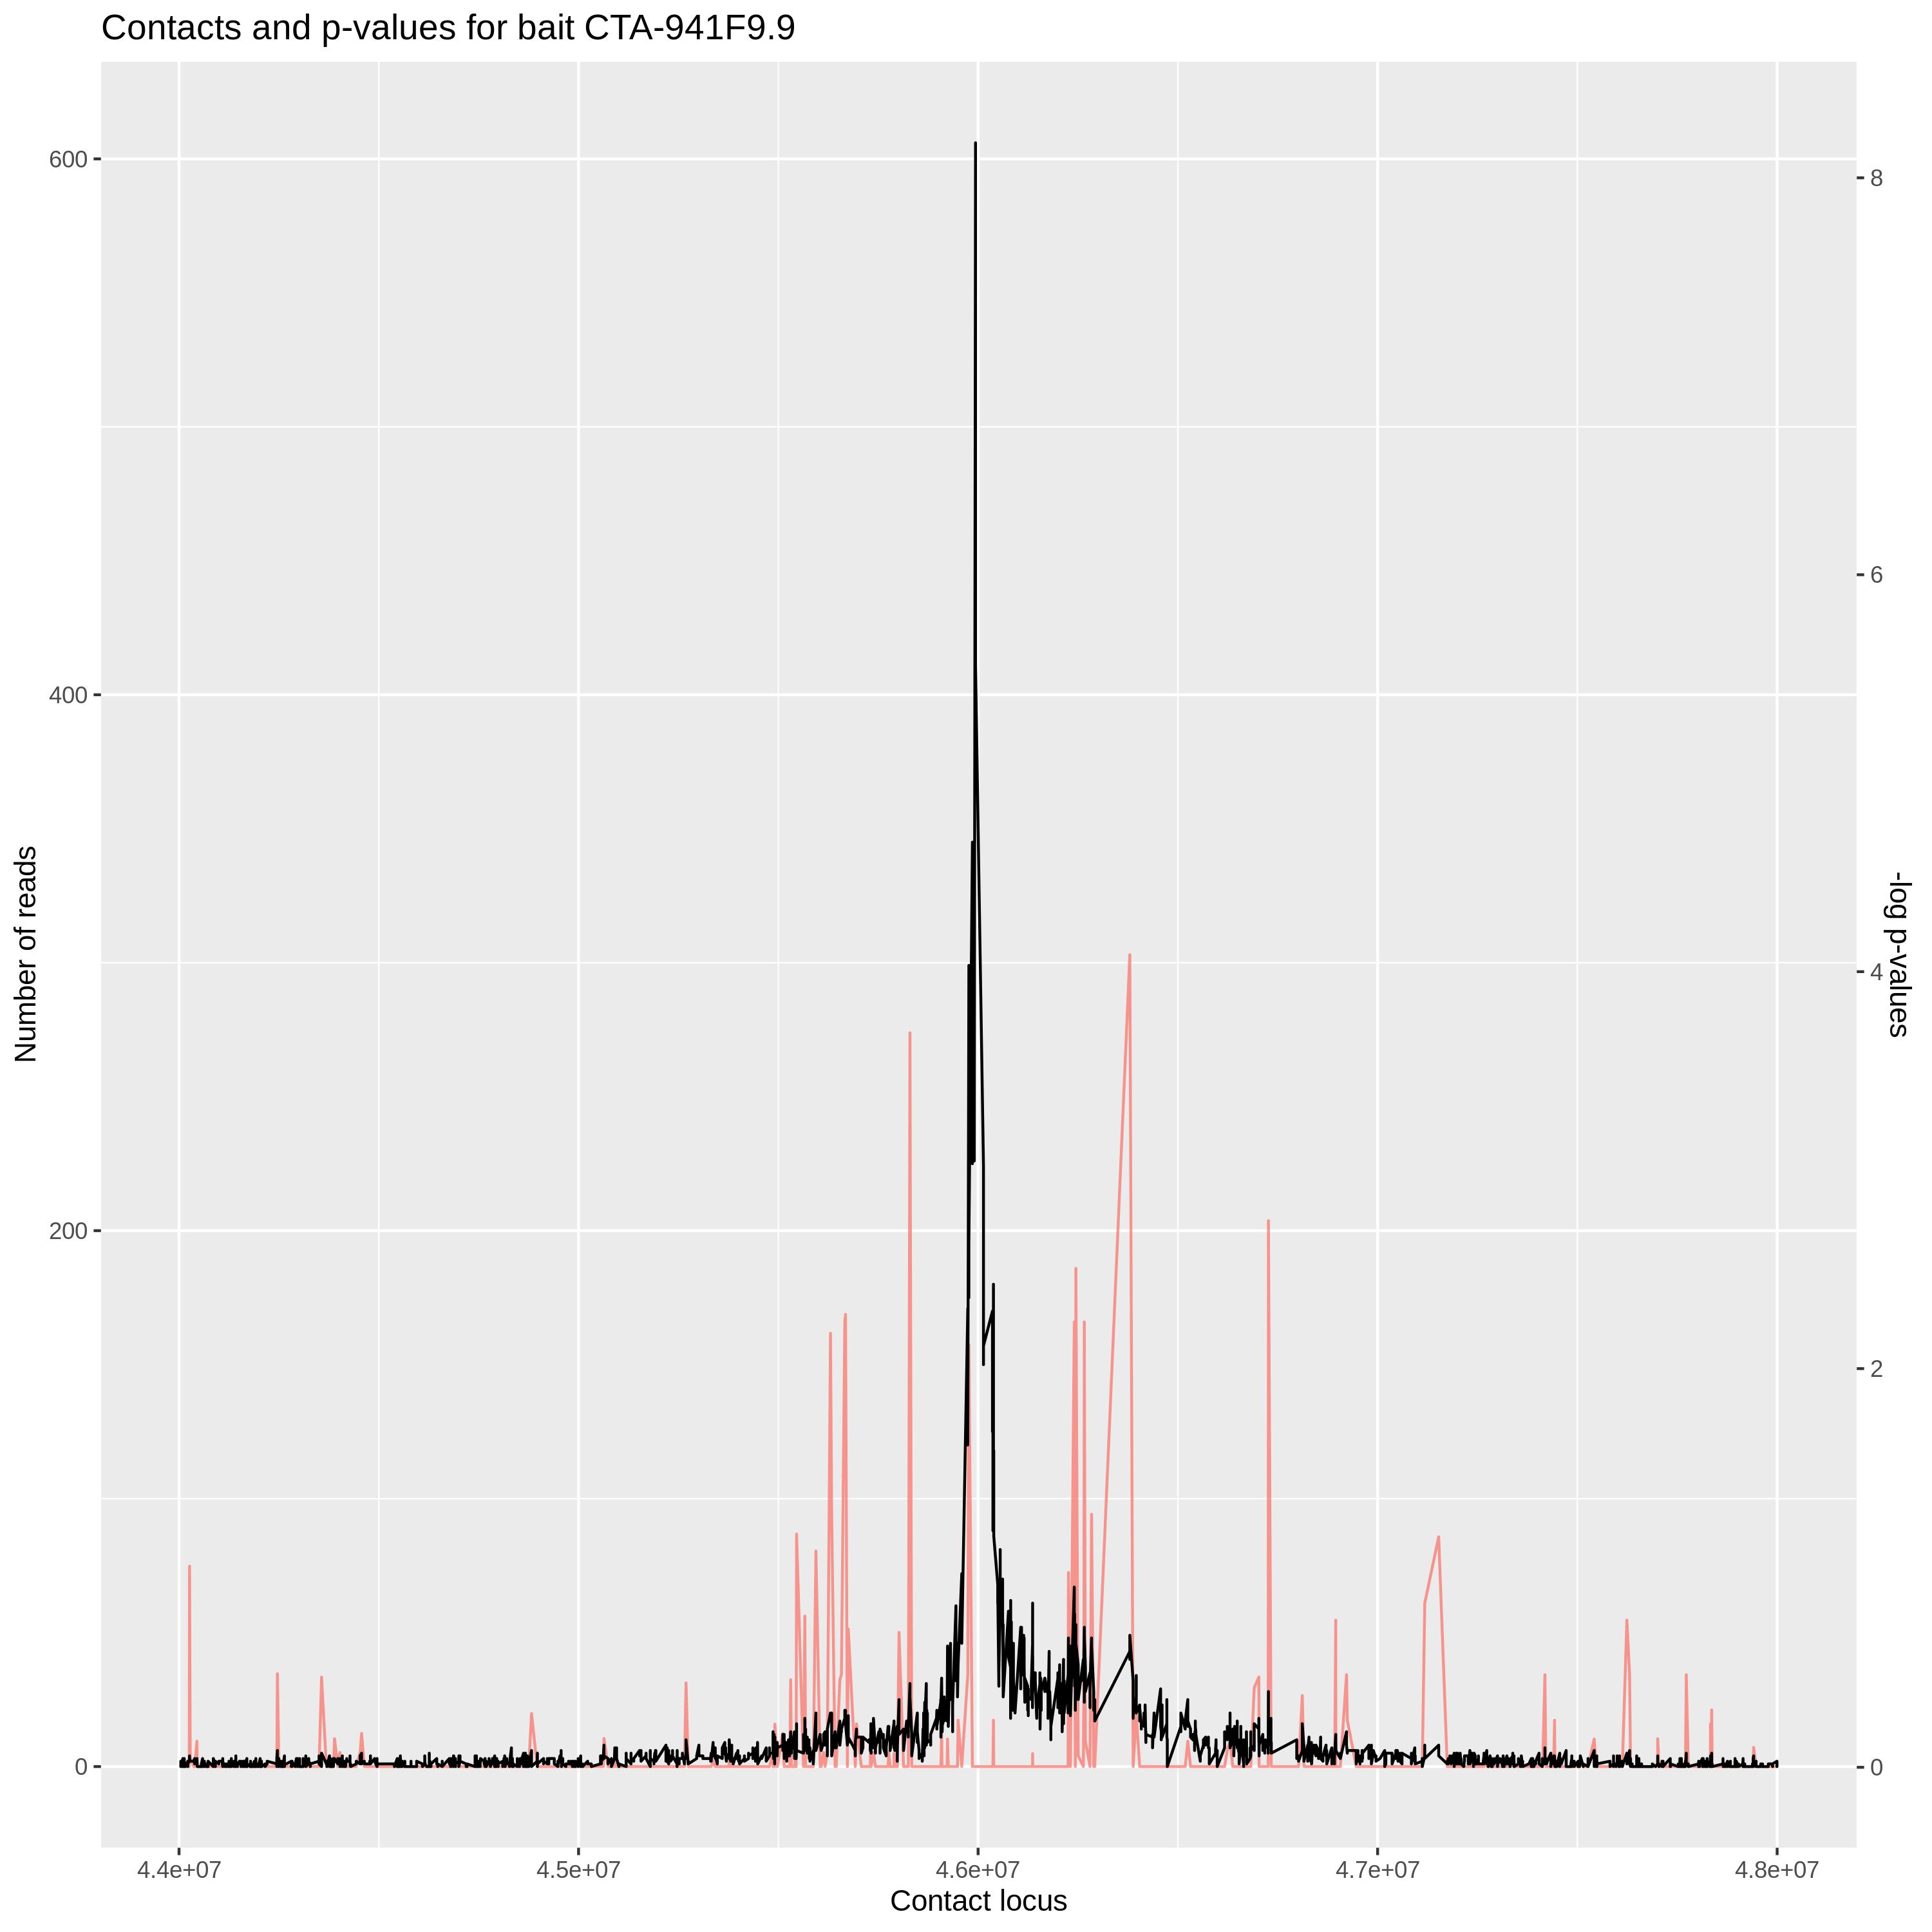 Contacts and p-values for bait CTA-941F9.9
600
400
200
0
Number of reads
8
6
4
2
0
-log p-values
4.4e+07
4.5e+07
4.6e+07
4.7e+07
4.8e+07
Contact locus